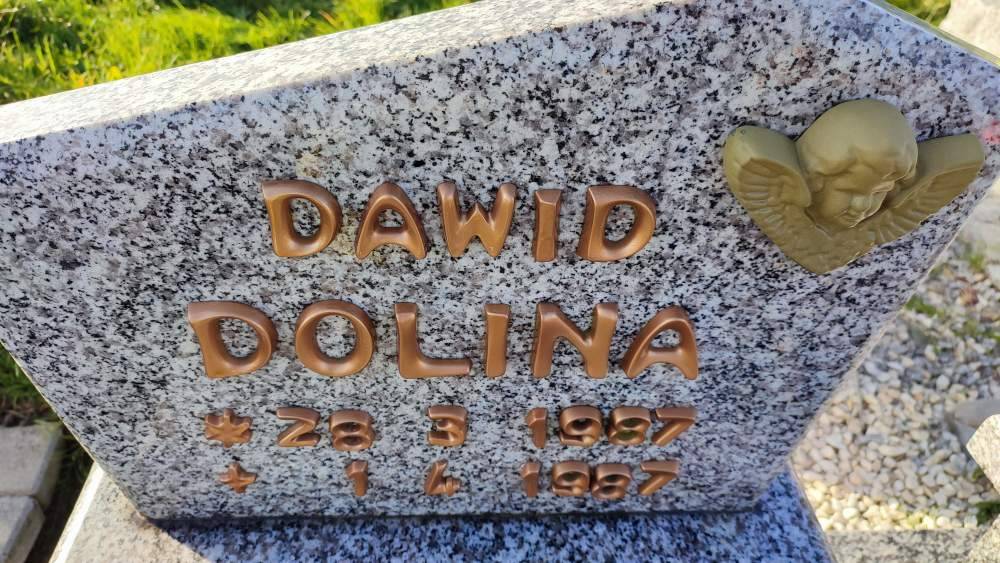 DAWID
DOLINA
* 28 3 1987
+ 1 4 1987